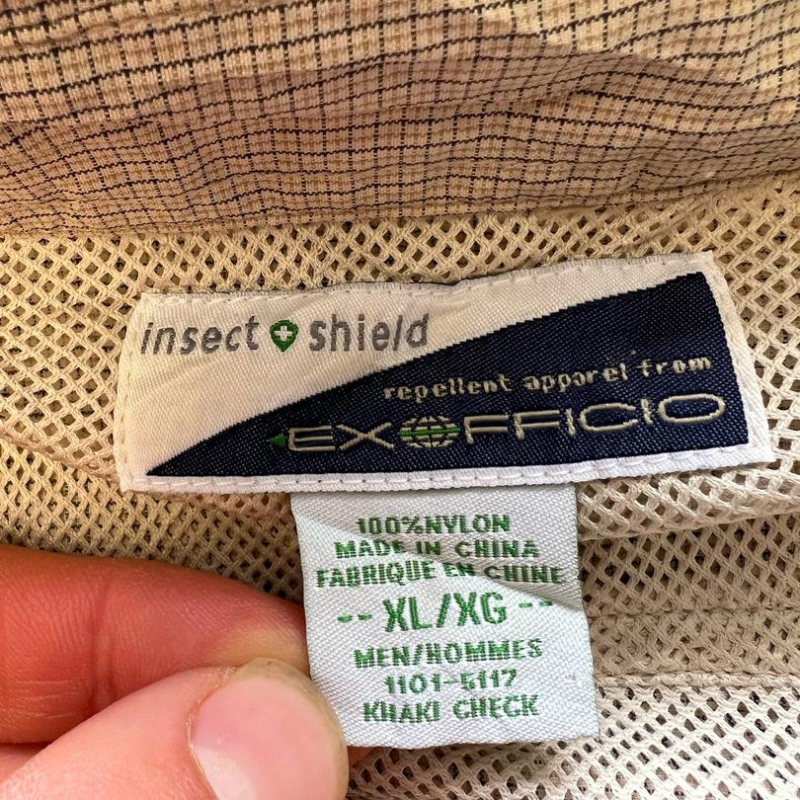 insect shield
repellent apparel from
EXOFFICIO
100%NYLON
MADE IN CHINA
FABRIQUE EN CHINE
-- XL/XG --
MEN/HOMMES
1101-5117
KHAKI CHECK